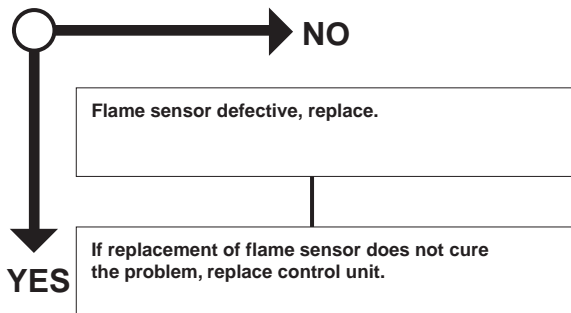 NO
Flame sensor defective, replace.
If replacement of flame sensor does not cure
the problem, replace control unit.
YES